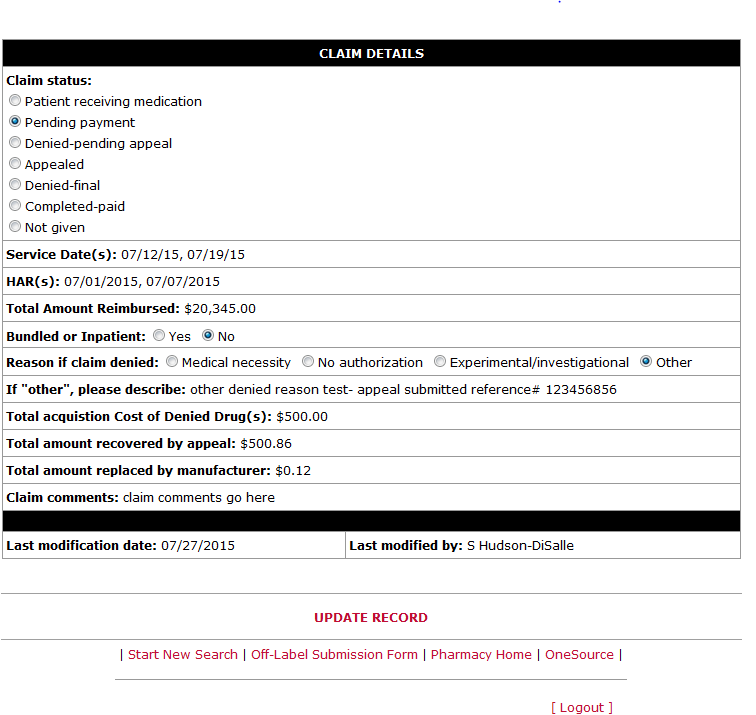 CLAIM DETAILS
Claim status:
Patient receiving medication
Pending payment
Denied-pending appeal
Appealed
Denied-final
Completed-paid
Not given
Service Date(s): 07/12/15, 07/19/15
HAR(s): 07/01/2015, 07/07/2015
Total Amount Reimbursed: $20,345.00
Bundled or Inpatient: Yes No
Reason if claim denied: Medical necessity No authorization Experimental/investigational Other
If "other", please describe: other denied reason test- appeal submitted reference# 123456856
Total acquistion Cost of Denied Drug(s): $500.00
Total amount recovered by appeal: $500.86
Total amount replaced by manufacturer: $0.12
Claim comments: claim comments go here
Last modification date: 07/27/2015 Last modified by: S Hudson-DiSalle
UPDATE RECORD
| Start New Search | Off-Label Submission Form | Pharmacy Home | OneSource |
[ Logout ]